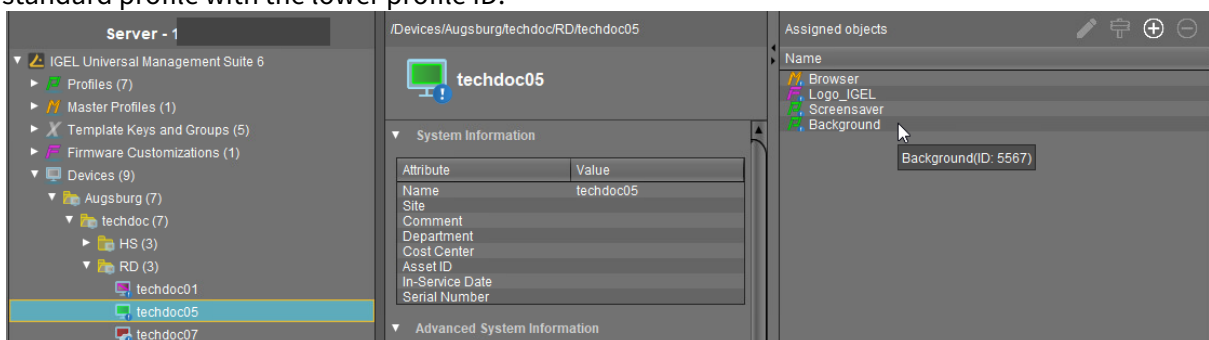 standard profile with the lower profile ID.
Server - 1
IGEL Universal Management Suite 6
Profiles (7)
Master Profiles (1)
Template Keys and Groups (5)
Firmware Customizations (1)
Devices (9)
Augsburg (7)
techdoc (7)
HS (3)
RD (3)
techdoc01
techdoc05
techdoc07
/Devices/Augsburg/techdoc/RD/techdoc05
techdoc05
System Information
Attribute Value
Name techdoc05
Site
Comment
Department
Cost Center
Asset ID
In-Service Date
Serial Number
Advanced System Information
Assigned objects
Name
Browser
Logo_IGEL
Screensaver
Background
Background(ID: 5567)